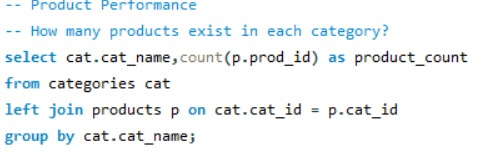 -- Product Performance
-- How many products exist in each category?
select cat.cat_name,count(p.prod_id) as product_count
from categories cat
left join products p on cat.cat_id = p.cat_id
group by cat.cat_name;